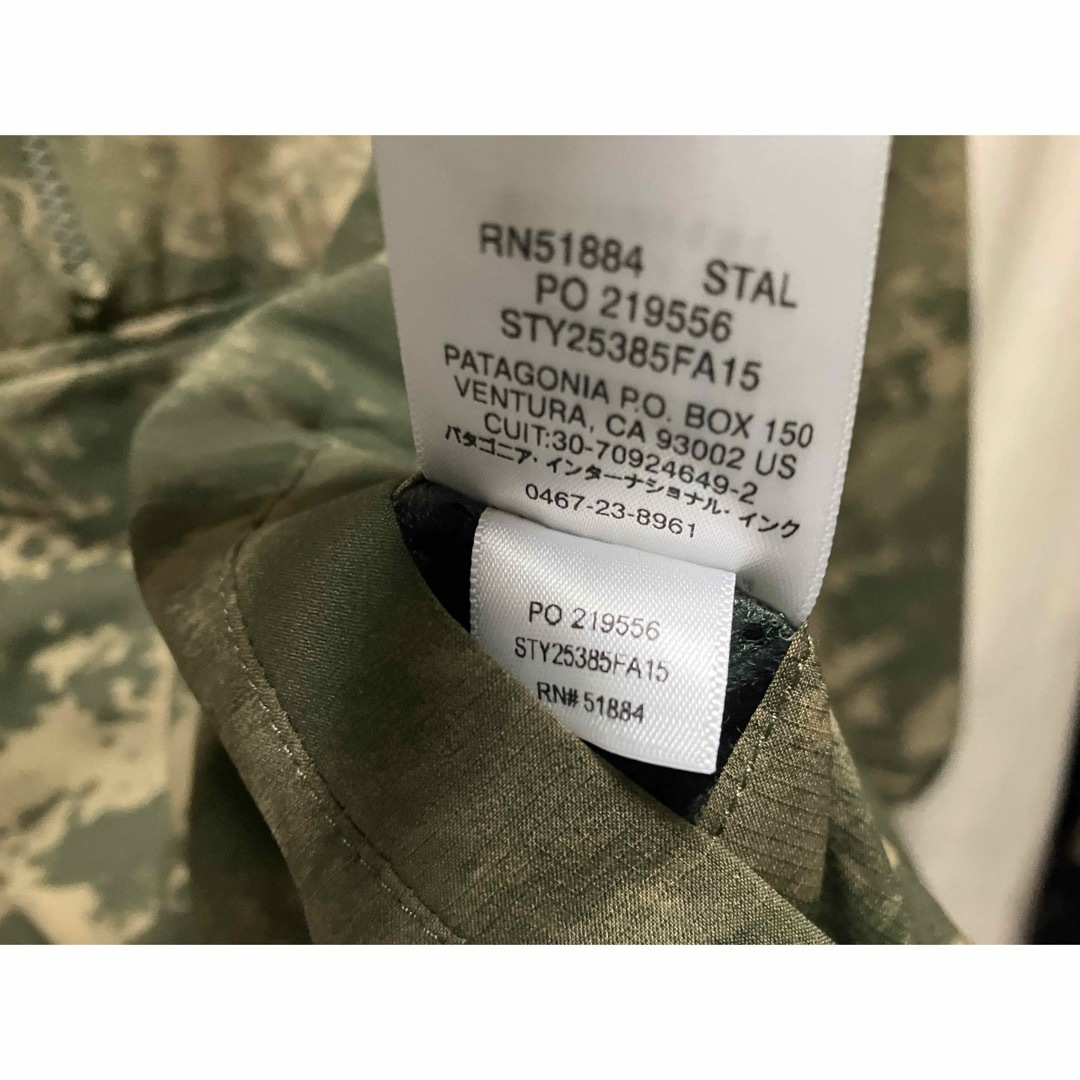 RN51884 STAL
PO 219556
STY25385FA15
PATAGONIA P.O. BOX 150
VENTURA, CA 93002 US
CUIT:30-70924649-2
パタゴニア・インターナショナル・インク
0467-23-8961
PO 219556
STY25385FA15
RN# 51884